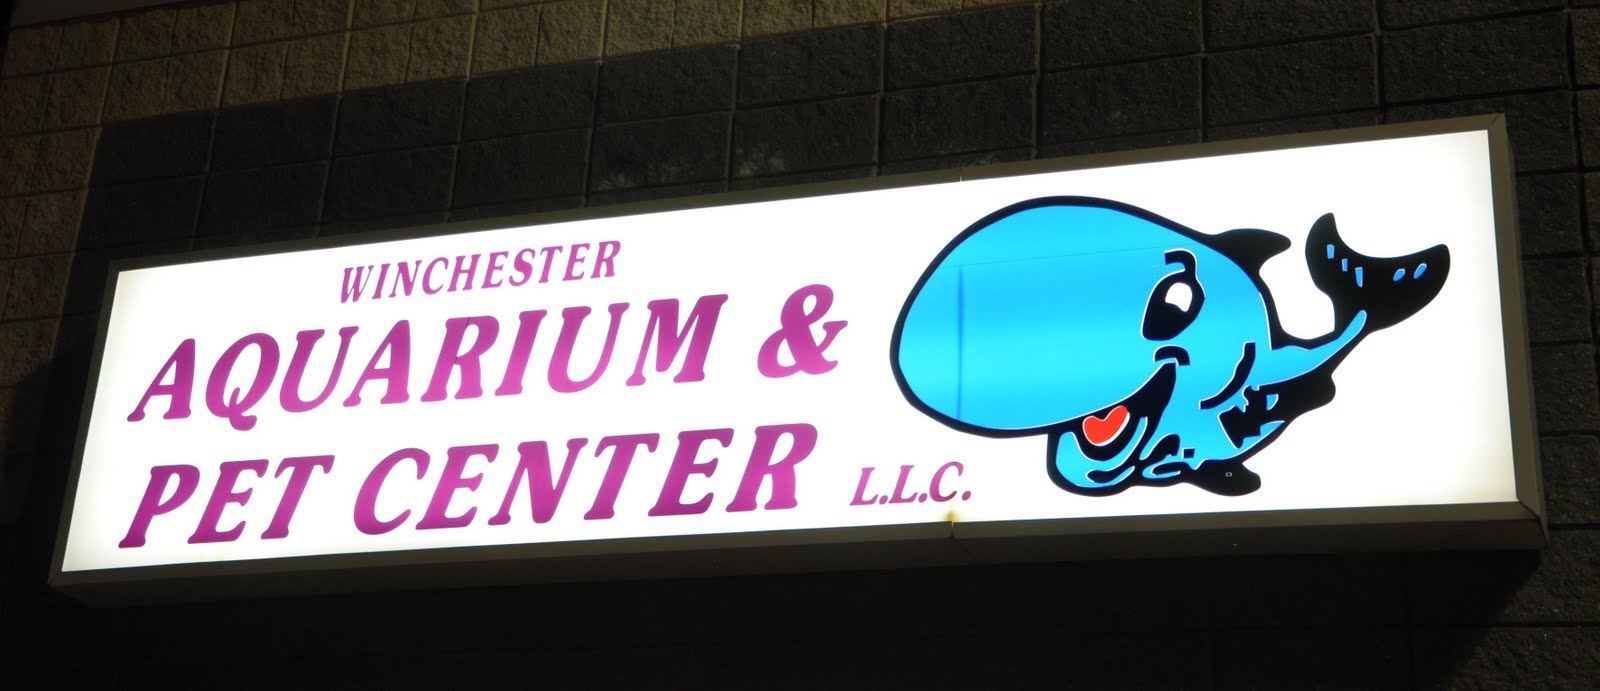 WINCHESTER
AQUARIUM &
PET CENTER L.L.C.